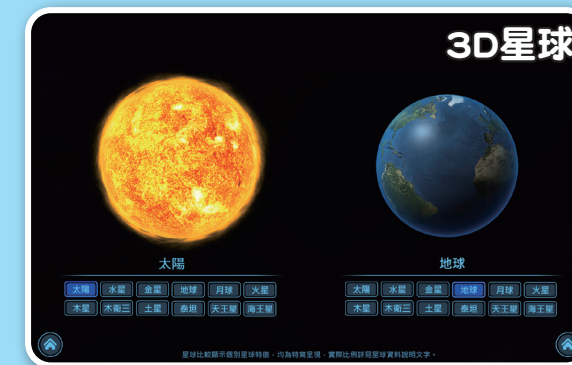 3D星球
太陽
地球
太陽 水星 金星 地球 月球 火星
木星 木衛三 土星 泰坦 天王星 海王星
太陽 水星 金星 地球 月球 火星
木星 木衛三 土星 泰坦 天王星 海王星
星球比較顯示個別星球特徵，均為特寫呈現，實際比例詳見星球資料說明文字。